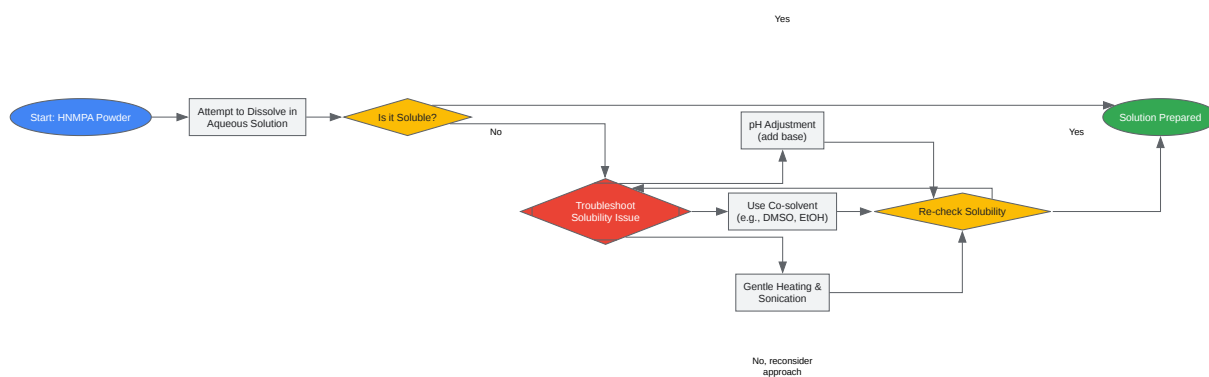 Yes
Start: HNMPA Powder
Attempt to Dissolve in
Aqueous Solution
Is it Soluble?
No
pH Adjustment
(add base)
Yes
Solution Prepared
Troubleshoot
Solubility Issue
Use Co-solvent
(e.g., DMSO, EtOH)
Re-check Solubility
Gentle Heating &
Sonication
No, reconsider
approach